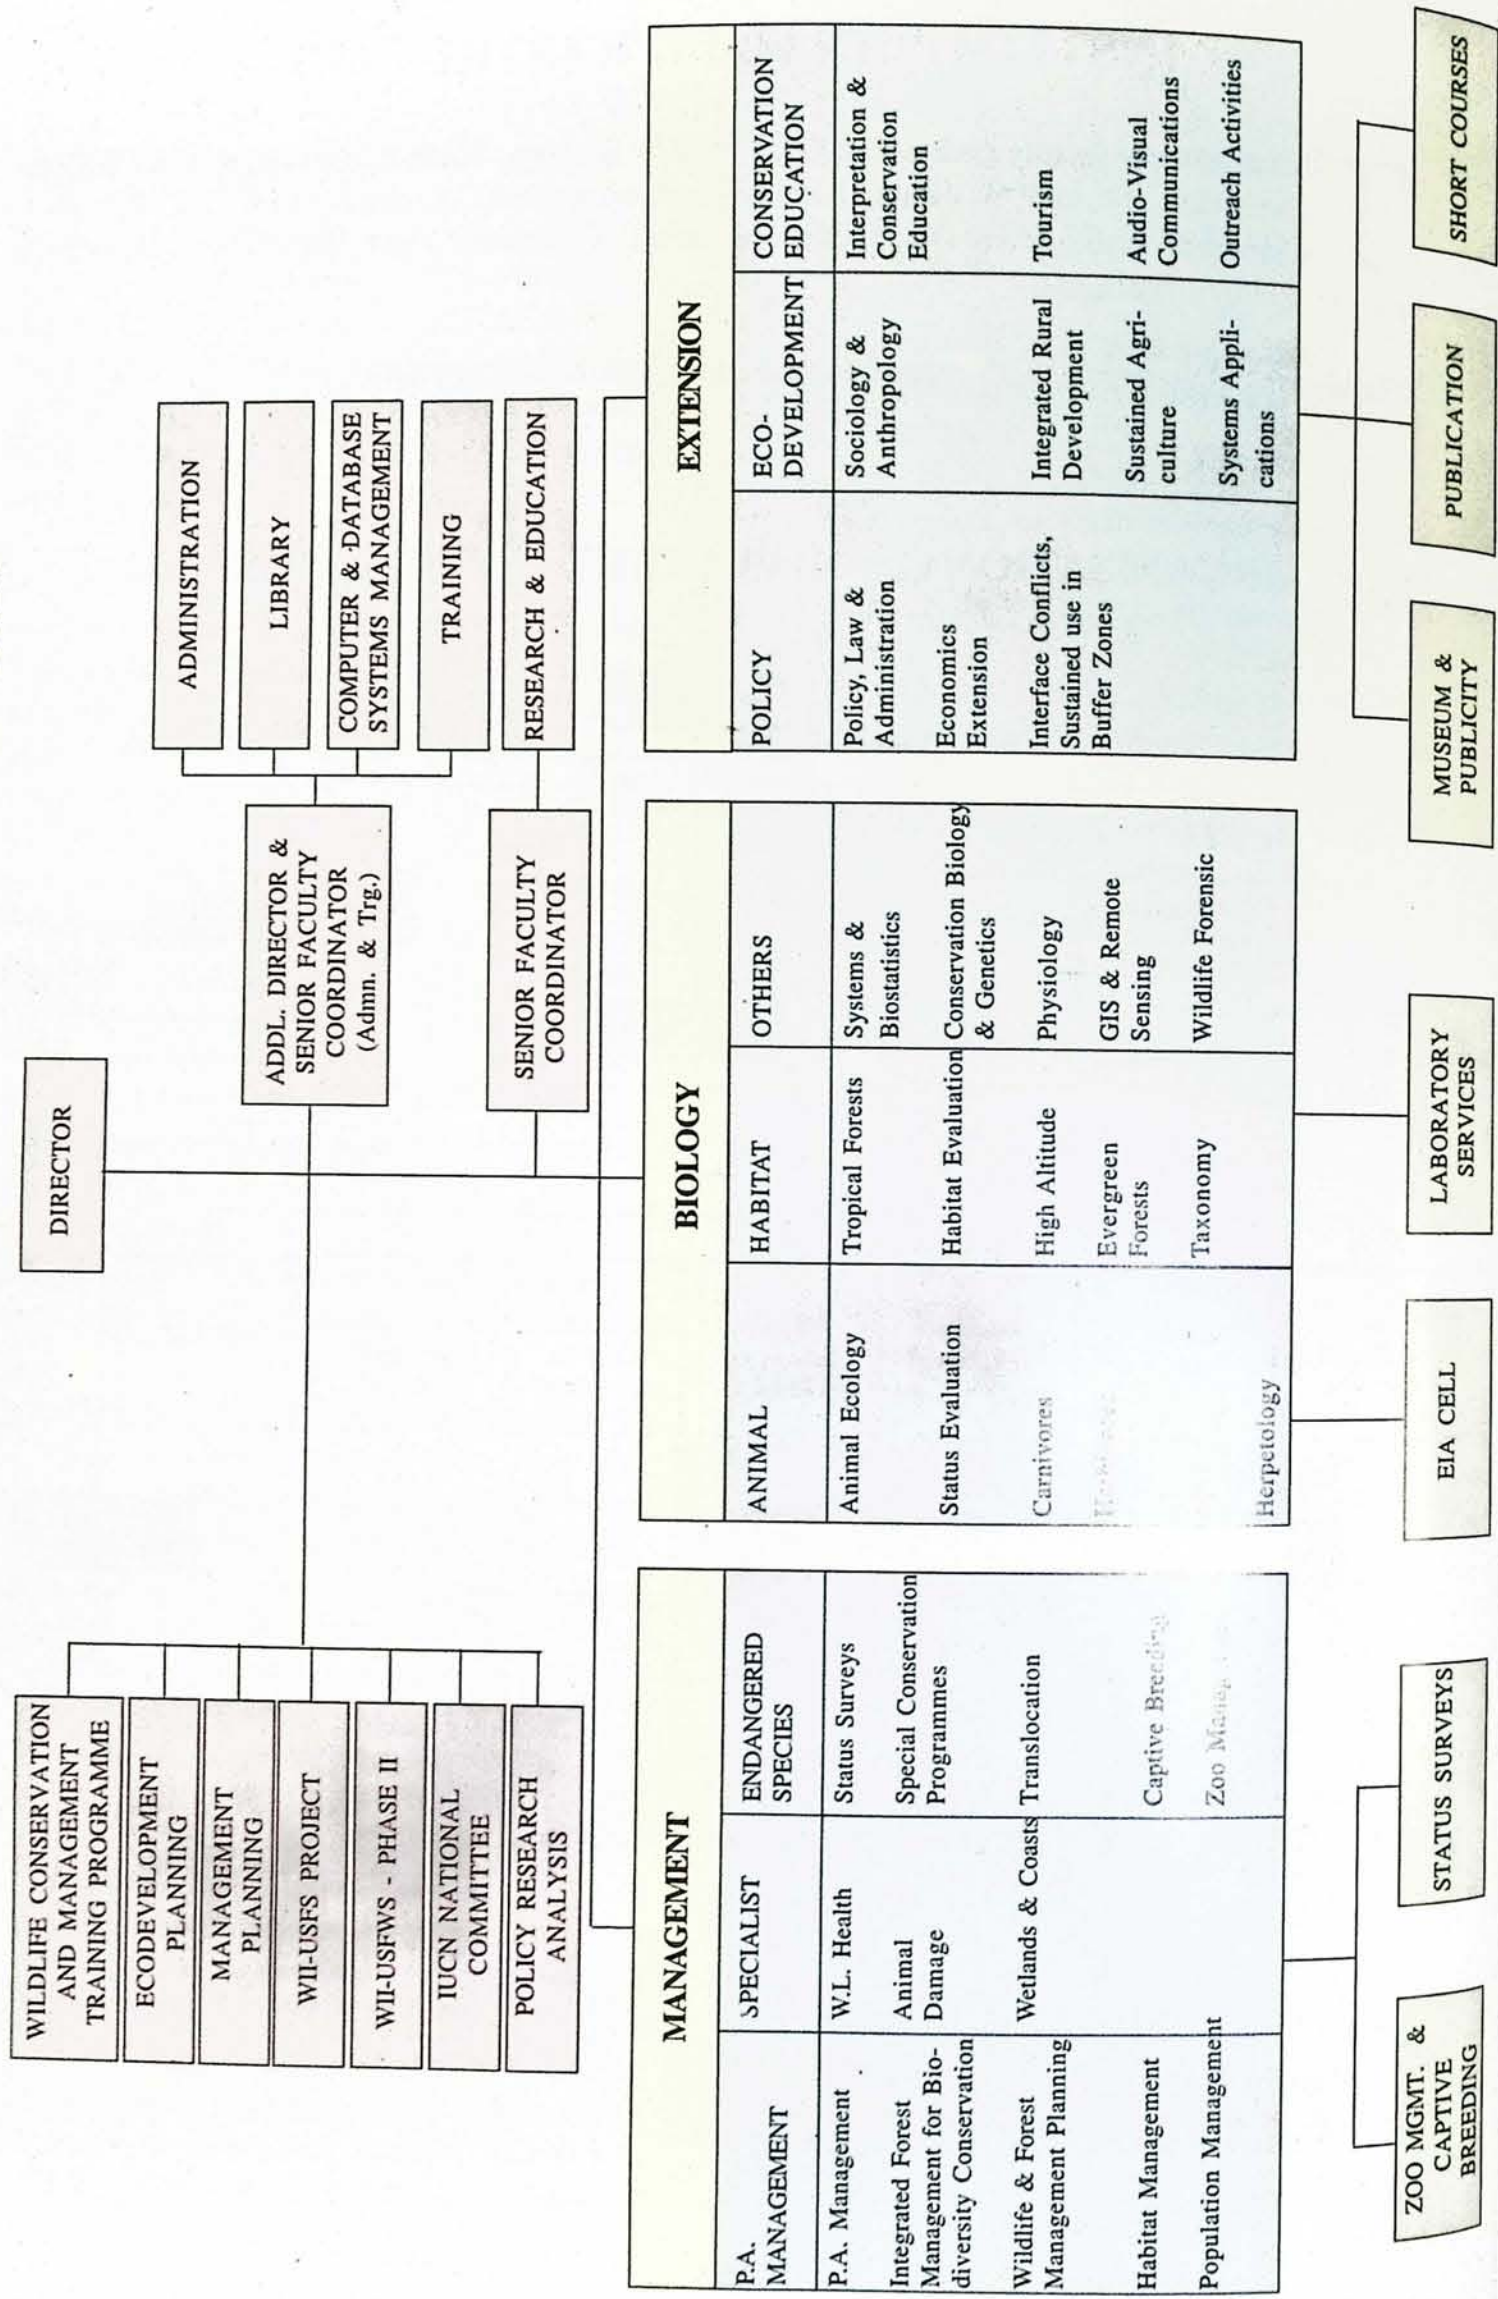 DIRECTOR
WILDLIFE CONSERVATION
AND MANAGEMENT
TRAINING PROGRAMME
ECODEVELOPMENT
PLANNING
MANAGEMENT
PLANNING
WII-USFS PROJECT
WII-USFWS - PHASE II
IUCN NATIONAL
COMMITTEE
POLICY RESEARCH
ANALYSIS
ADDL. DIRECTOR &
SENIOR FACULTY
COORDINATOR
(Admn. & Trg.)
SENIOR FACULTY
COORDINATOR
ADMINISTRATION
LIBRARY
COMPUTER & DATABASE
SYSTEMS MANAGEMENT
TRAINING
RESEARCH & EDUCATION
MANAGEMENT
P.A.
MANAGEMENT
P.A. Management
Integrated Forest
Management for Bio-
diversity Conservation
Wildlife & Forest
Management Planning
Habitat Management
Population Management
SPECIALIST
W.L. Health
Animal
Damage
Wetlands & Coasts
ENDANGERED
SPECIES
Status Surveys
Special Conservation
Programmes
Translocation
Captive Breeding
Zoo
BIOLOGY
ANIMAL
Animal Ecology
Status Evaluation
Carnivores
Herpetology
HABITAT
Tropical Forests
Habitat Evaluation
High Altitude
Evergreen
Forests
Taxonomy
OTHERS
Systems &
Biostatistics
Conservation Biology
& Genetics
Physiology
GIS & Remote
Sensing
Wildlife Forensic
EXTENSION
POLICY
Policy, Law &
Administration
Economics
Extension
Interface Conflicts,
Sustained use in
Buffer Zones
ECO-
DEVELOPMENT
Sociology &
Anthropology
Integrated Rural
Development
Sustained Agri-
culture
Systems Appli-
cations
CONSERVATION
EDUCATION
Interpretation &
Conservation
Education
Tourism
Audio-Visual
Communications
Outreach Activities
ZOO MGMT. &
CAPTIVE
BREEDING
STATUS SURVEYS
EIA CELL
LABORATORY
SERVICES
MUSEUM &
PUBLICITY
PUBLICATION
SHORT COURSES